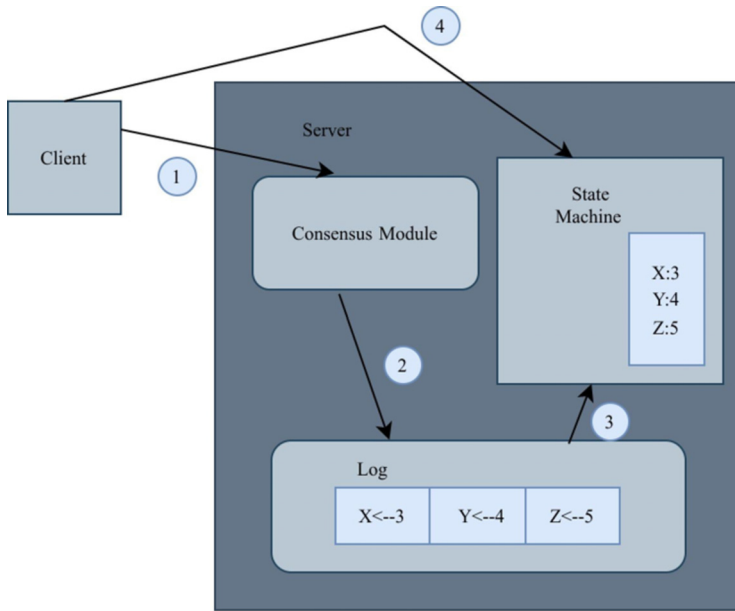 4
Server
Client
1
Consensus Module
State
Machine
X:3
Y:4
Z:5
2
3
Log
X<--3
Y<--4
Z<--5